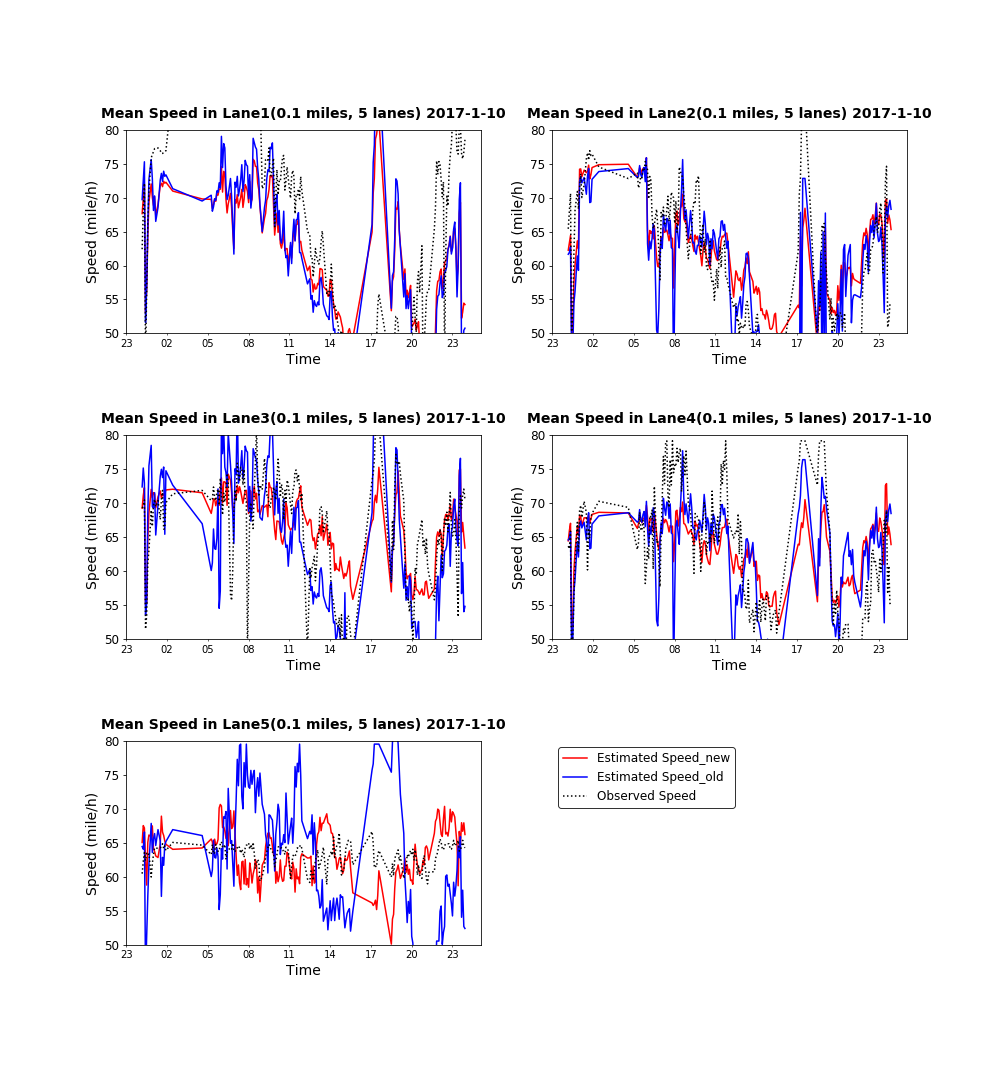 Mean Speed in Lane1(0.1 miles, 5 lanes) 2017-1-10
80
75
70
65
60
55
50
Speed (mile/h)
23 02 05 08 11 14 17 20 23
Time
Mean Speed in Lane2(0.1 miles, 5 lanes) 2017-1-10
80
75
70
65
60
55
50
Speed (mile/h)
23 02 05 08 11 14 17 20 23
Time
Mean Speed in Lane3(0.1 miles, 5 lanes) 2017-1-10
80
75
70
65
60
55
50
Speed (mile/h)
23 02 05 08 11 14 17 20 23
Time
Mean Speed in Lane4(0.1 miles, 5 lanes) 2017-1-10
80
75
70
65
60
55
50
Speed (mile/h)
23 02 05 08 11 14 17 20 23
Time
Mean Speed in Lane5(0.1 miles, 5 lanes) 2017-1-10
80
75
70
65
60
55
50
Speed (mile/h)
23 02 05 08 11 14 17 20 23
Time
Estimated Speed_new
Estimated Speed_old
Observed Speed